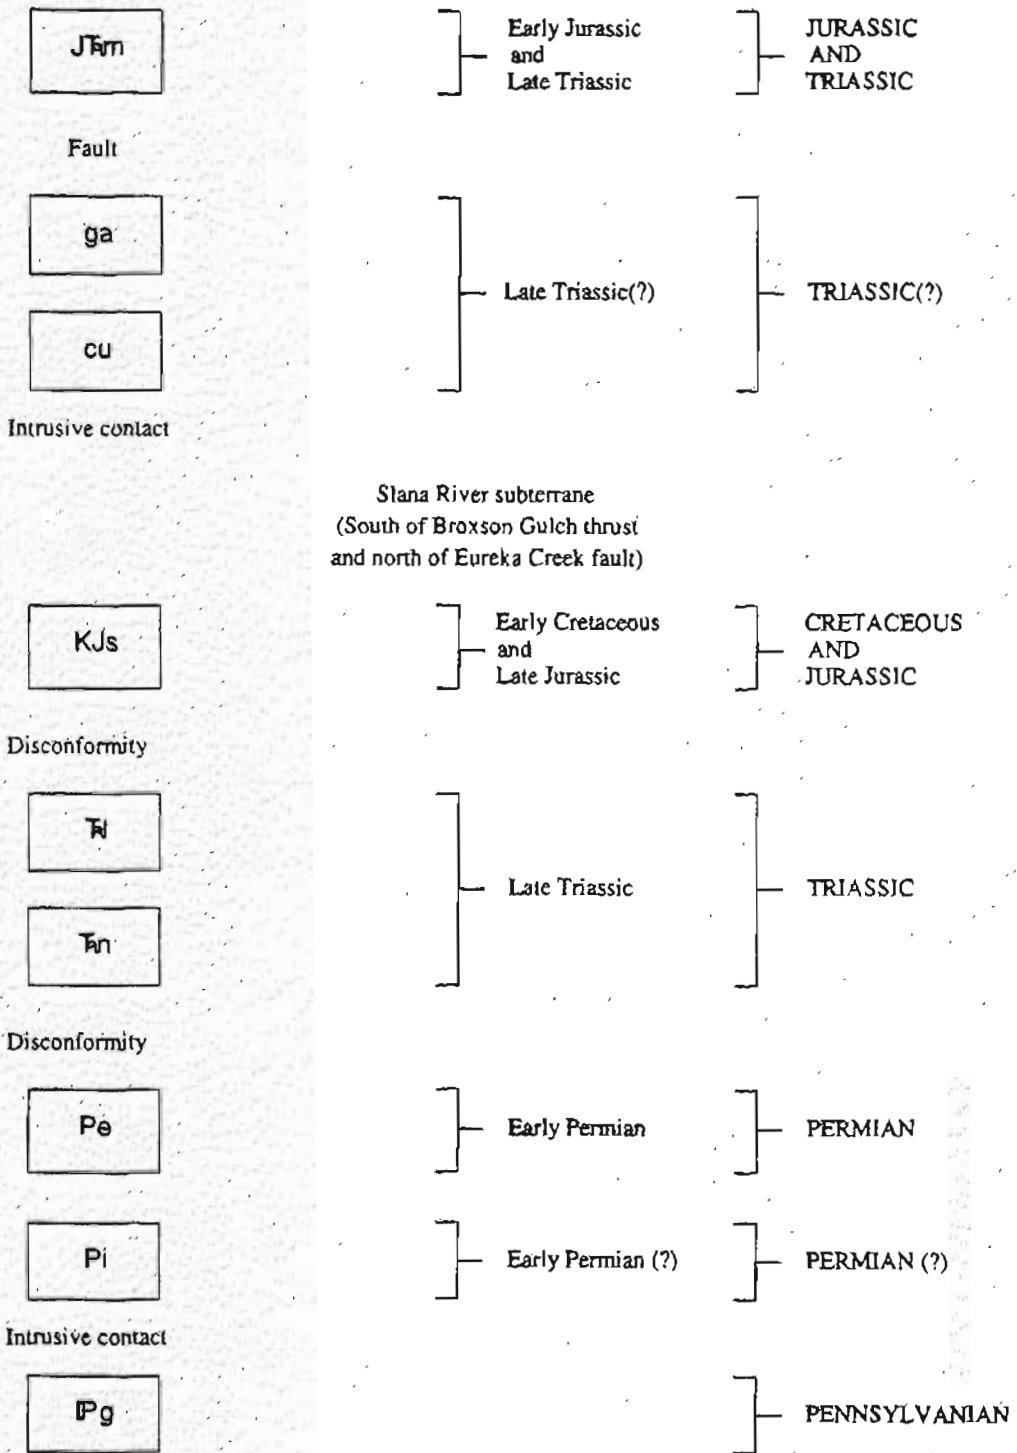 JTRm
Early Jurassic
and
Late Triassic
JURASSIC
AND
TRIASSIC
Fault
ga
cu
Late Triassic(?)
TRIASSIC(?)
Intrusive contact
Slana River subterrane
(South of Broxson Gulch thrust
and north of Eureka Creek fault)
KJs
Early Cretaceous
and
Late Jurassic
CRETACEOUS
AND
JURASSIC
Disconformity
TRl
TRn
Late Triassic
TRIASSIC
Disconformity
Pe
Early Permian
PERMIAN
Pi
Early Permian (?)
PERMIAN (?)
Intrusive contact
IPg
PENNSYLVANIAN